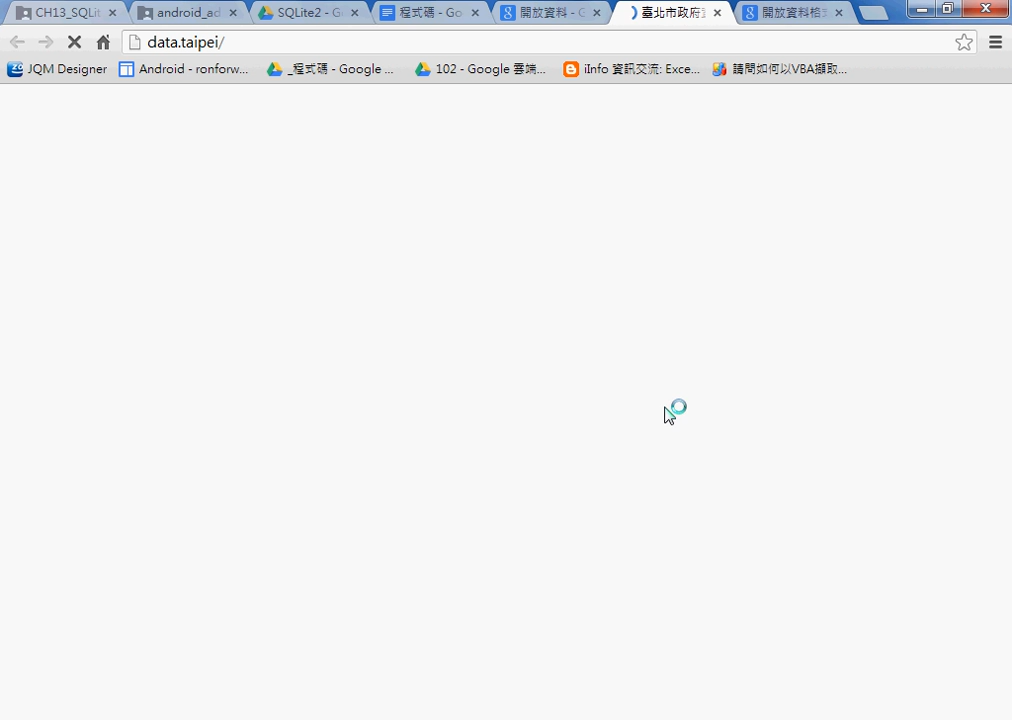 CH13_SQLit
android_ad
SQLite2 - G
程式碼 - Go
開放資料 - G
臺北市政府
開放資料格
data.taipei/
JQM Designer
Android - ronforw...
_程式碼 - Google ...
102 - Google 雲端...
iInfo 資訊交流: Exce...
請問如何以VBA擷取...